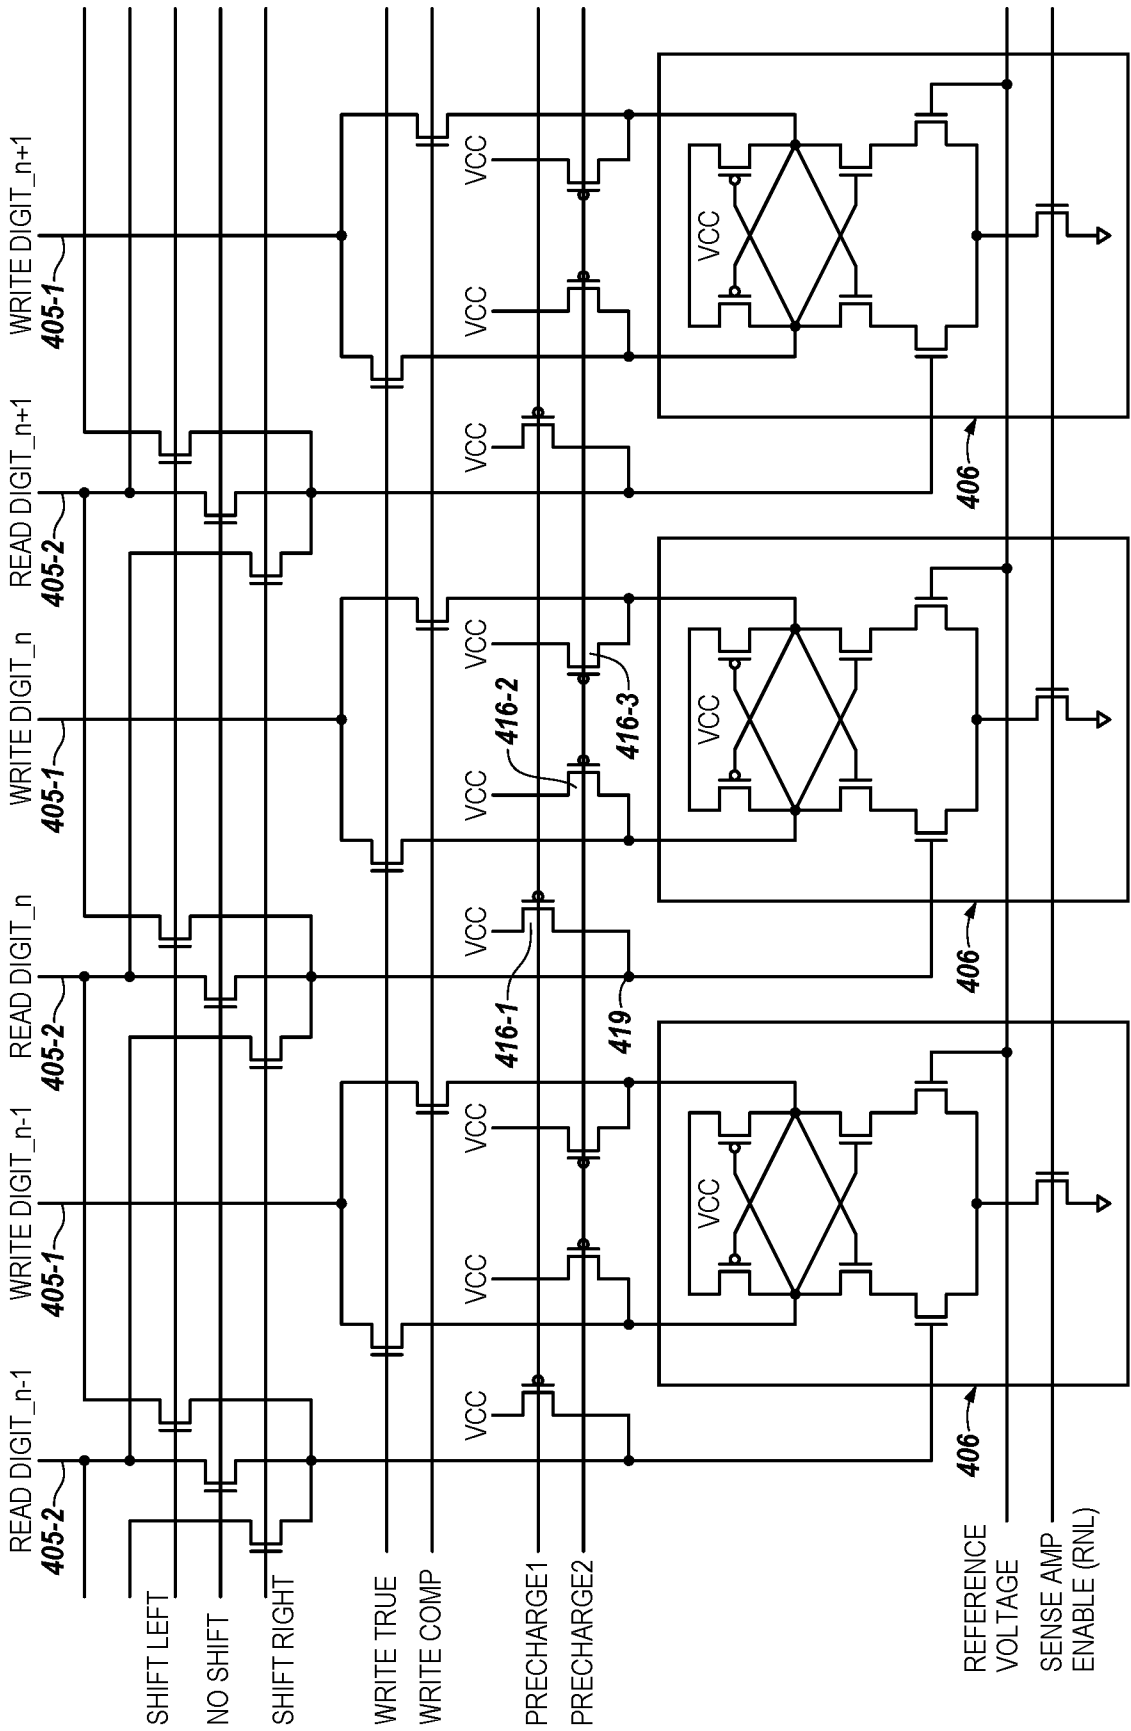 READ DIGIT_n-1
405-2
WRITE DIGIT_n-1
405-1
READ DIGIT_n
405-2
WRITE DIGIT_n
405-1
READ DIGIT_n+1
405-2
WRITE DIGIT_n+1
405-1
SHIFT LEFT
NO SHIFT
SHIFT RIGHT
WRITE TRUE
WRITE COMP
VCC
VCC
VCC
VCC
VCC
VCC
VCC
VCC
VCC
416-1
416-2
416-3
PRECHARGE1
PRECHARGE2
419
VCC
VCC
VCC
406
406
406
REFERENCE
VOLTAGE
SENSE AMP
ENABLE (RNL)